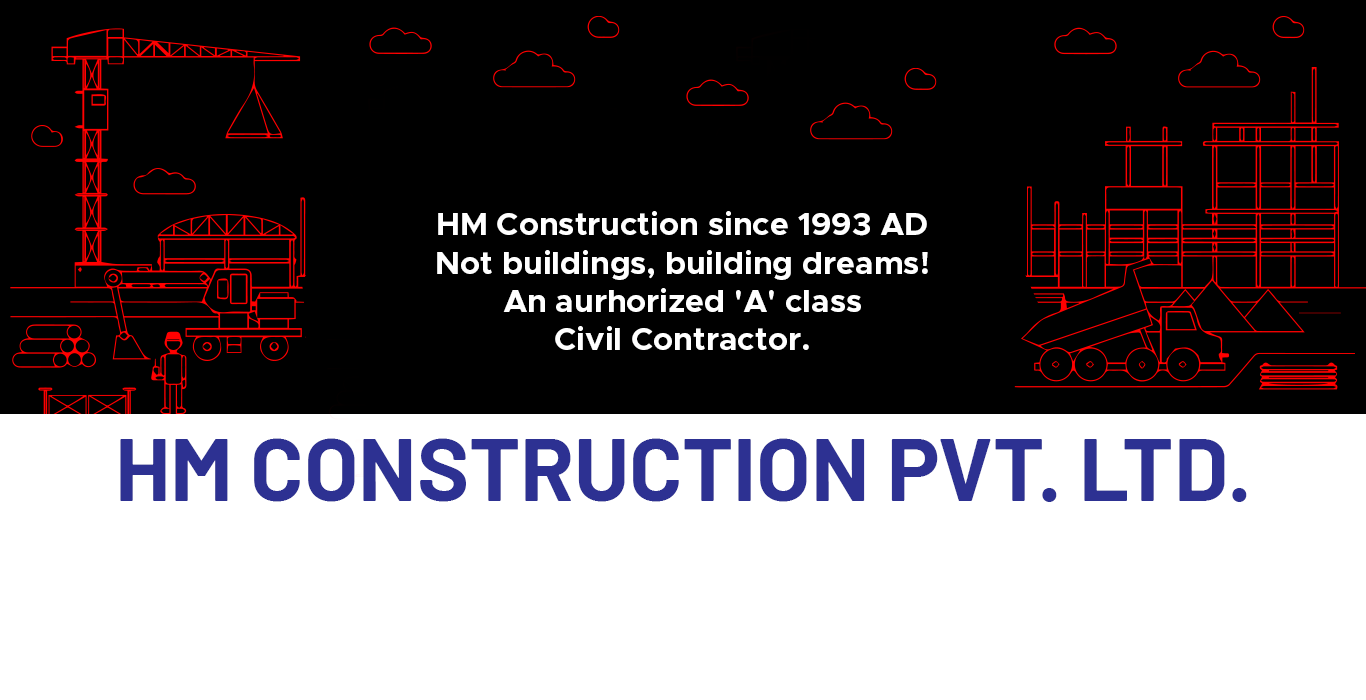 HM Construction since 1993 AD
Not buildings, building dreams!
An aurhorized 'A' class
Civil Contractor.
HM CONSTRUCTION PVT. LTD.